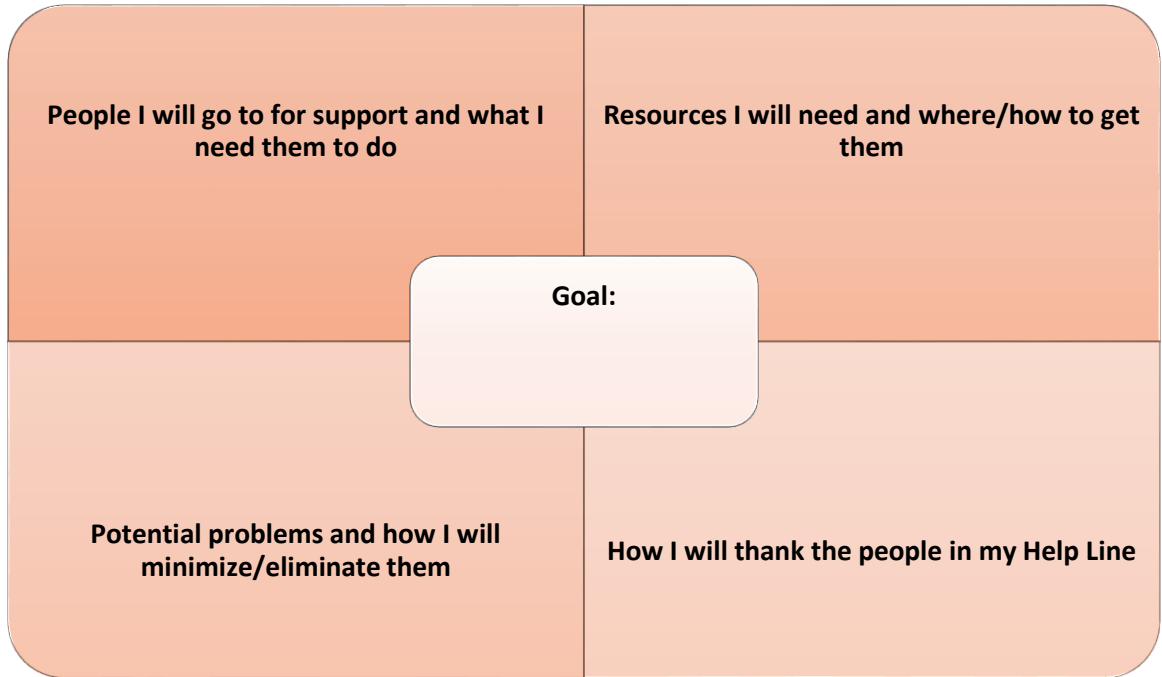 People I will go to for support and what I
need them to do
Resources I will need and where/how to get
them
Goal:
Potential problems and how I will
minimize/eliminate them
How I will thank the people in my Help Line